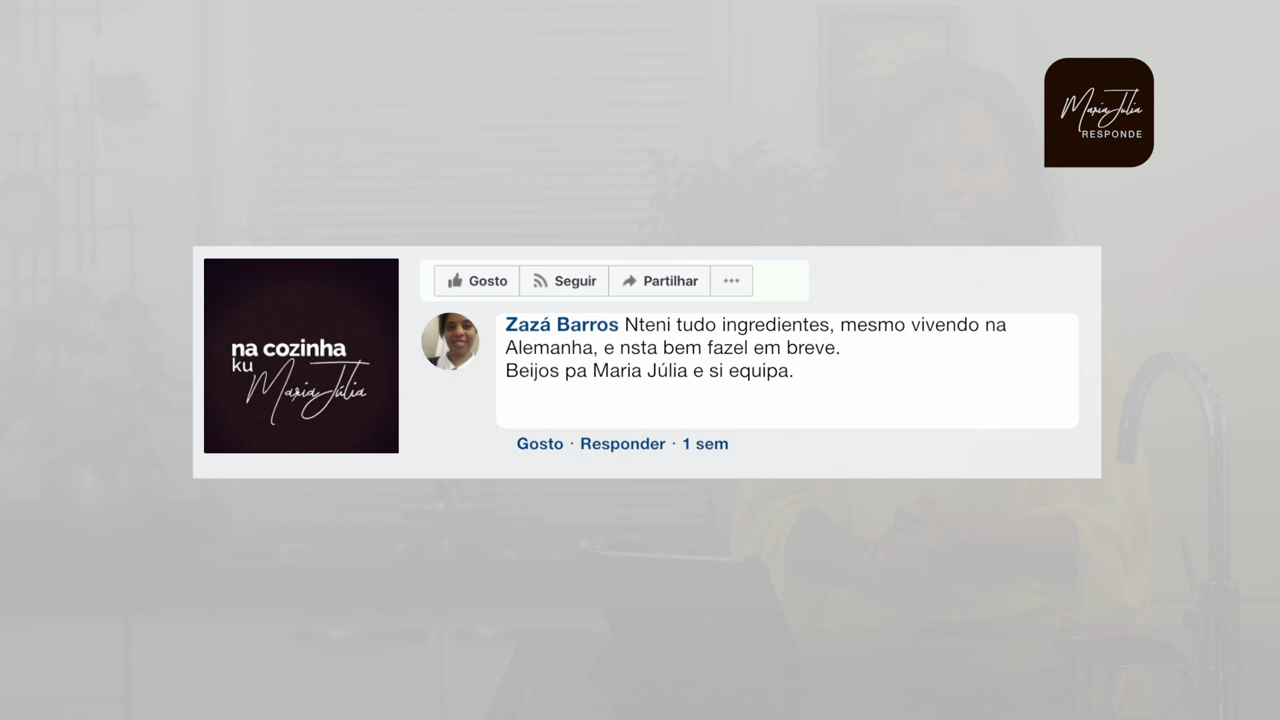 Maria Júlia
RESPONDE
na cozinha
ku
Maria Júlia
Gosto Seguir Partilhar ...
Zazá Barros Nteni tudo ingredientes, mesmo vivendo na
Alemanha, e nsta bem fazel em breve.
Beijos pa Maria Júlia e si equipa.
Gosto · Responder · 1 sem